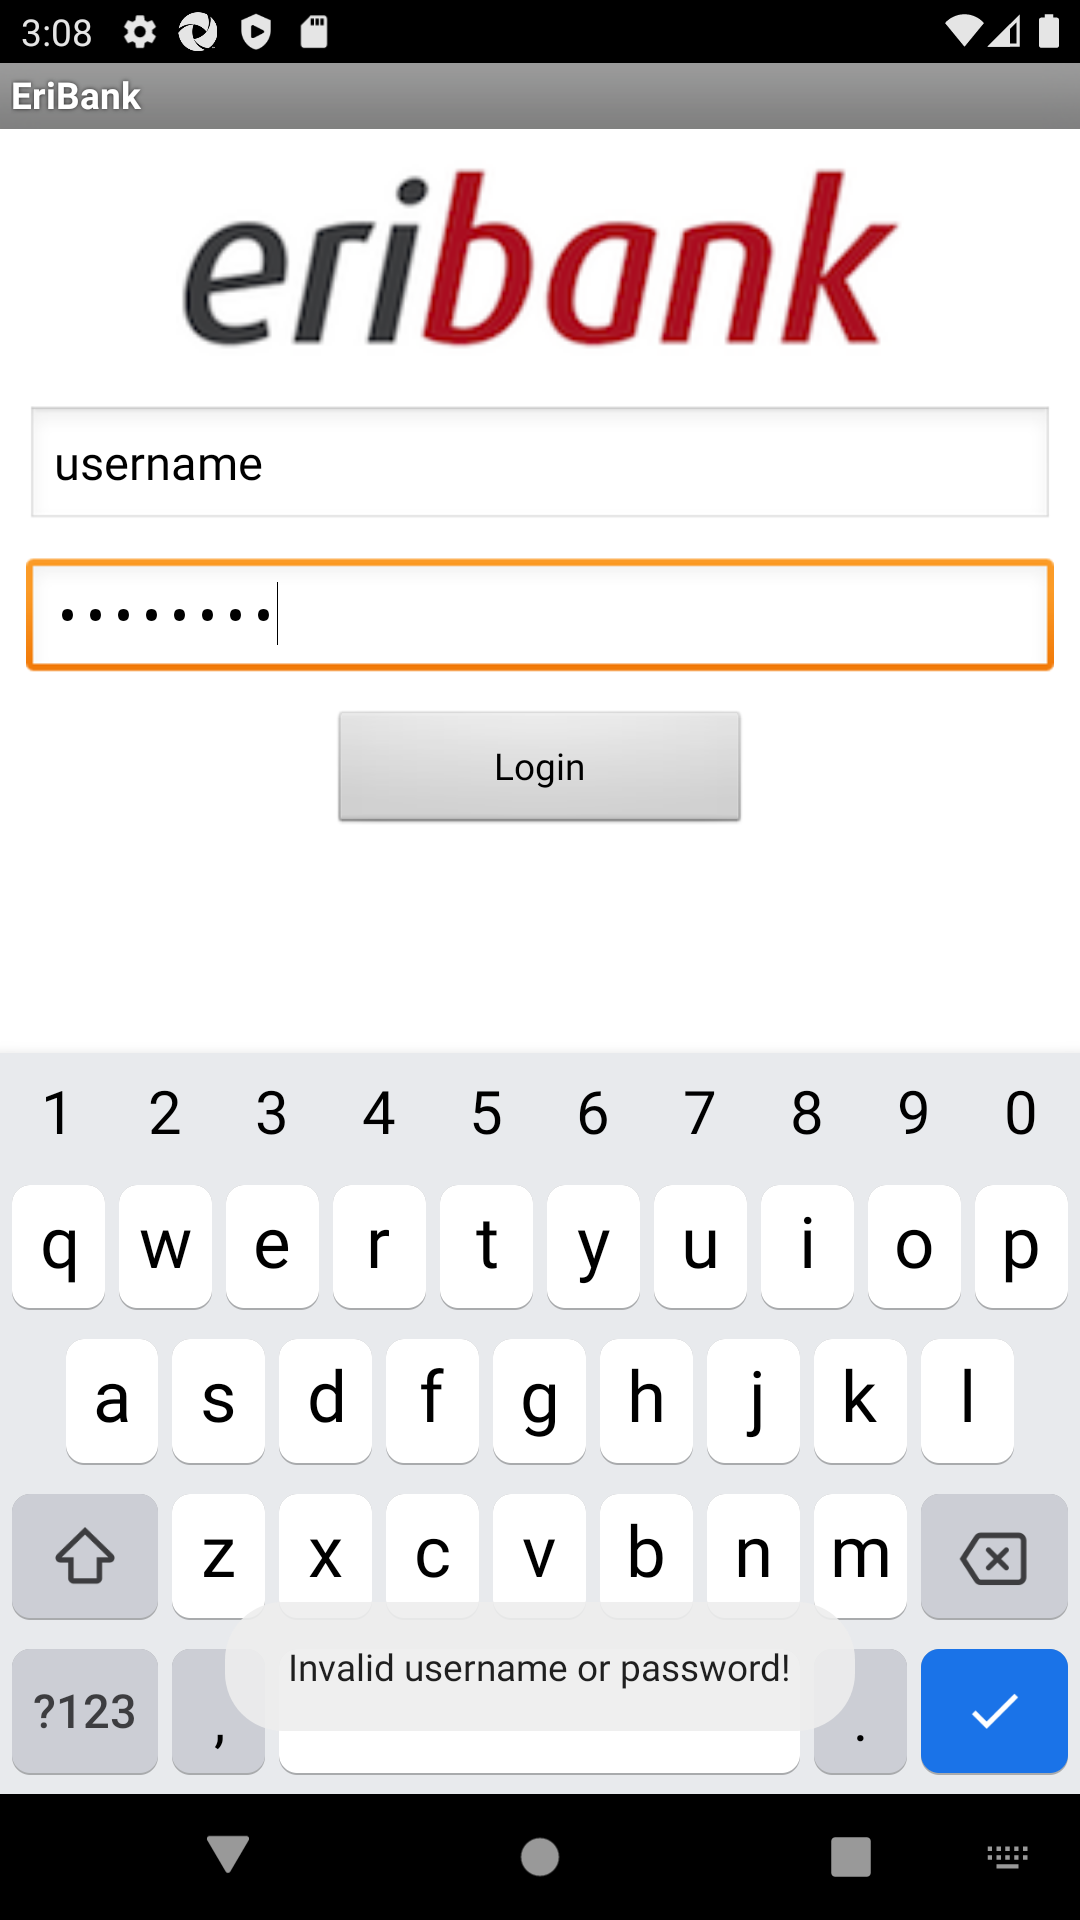 3:08
EriBank
eribank
username
••••••••
Login
1 2 3 4 5 6 7 8 9 0
q w e r t y u i o p
a s d f g h j k l
z x c v b n m
Invalid username or password!
?123 , .